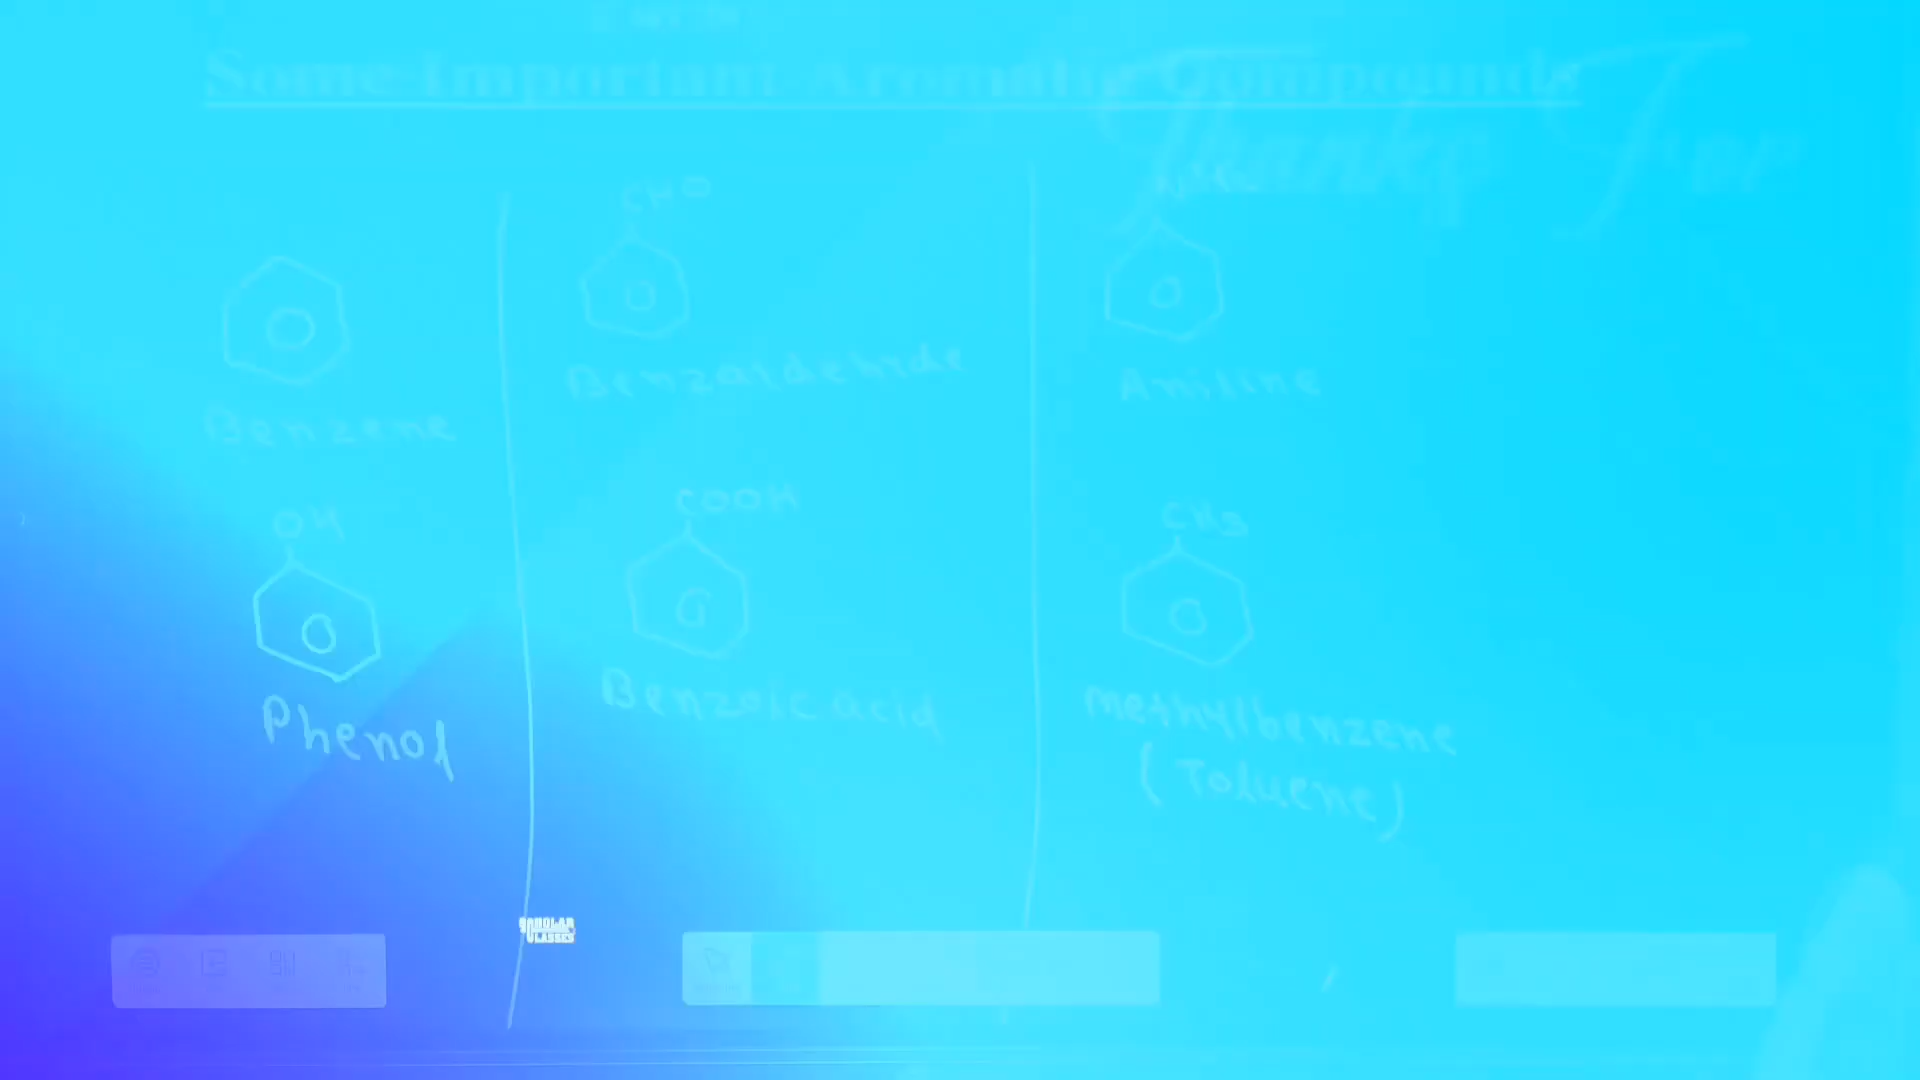 Some Important Aromatic Compounds
Thanks For
CHO
Benzene
Benzaldehyde
Aniline
OH
COOH
CH3
Phenol
Benzoic acid
Methylbenzene
(Toluene)
SCHOLAR
CLASSES